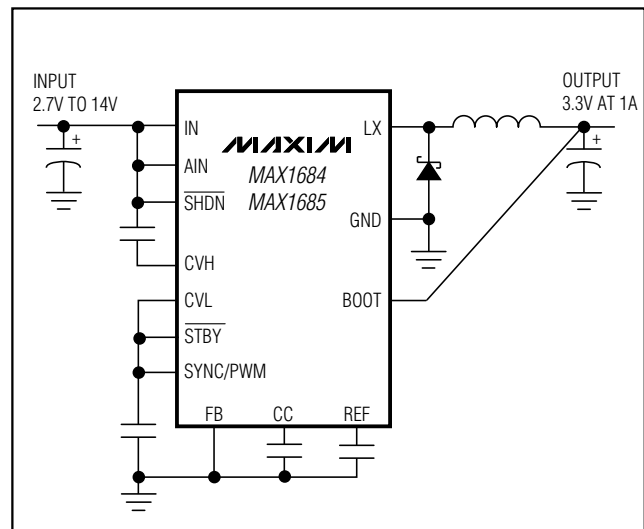 INPUT
2.7V TO 14V
OUTPUT
3.3V AT 1A
+
+
IN
AIN
SHDN
CVH
CVL
STBY
SYNC/PWM
MAXIM
MAX1684
MAX1685
LX
GND
BOOT
FB CC REF